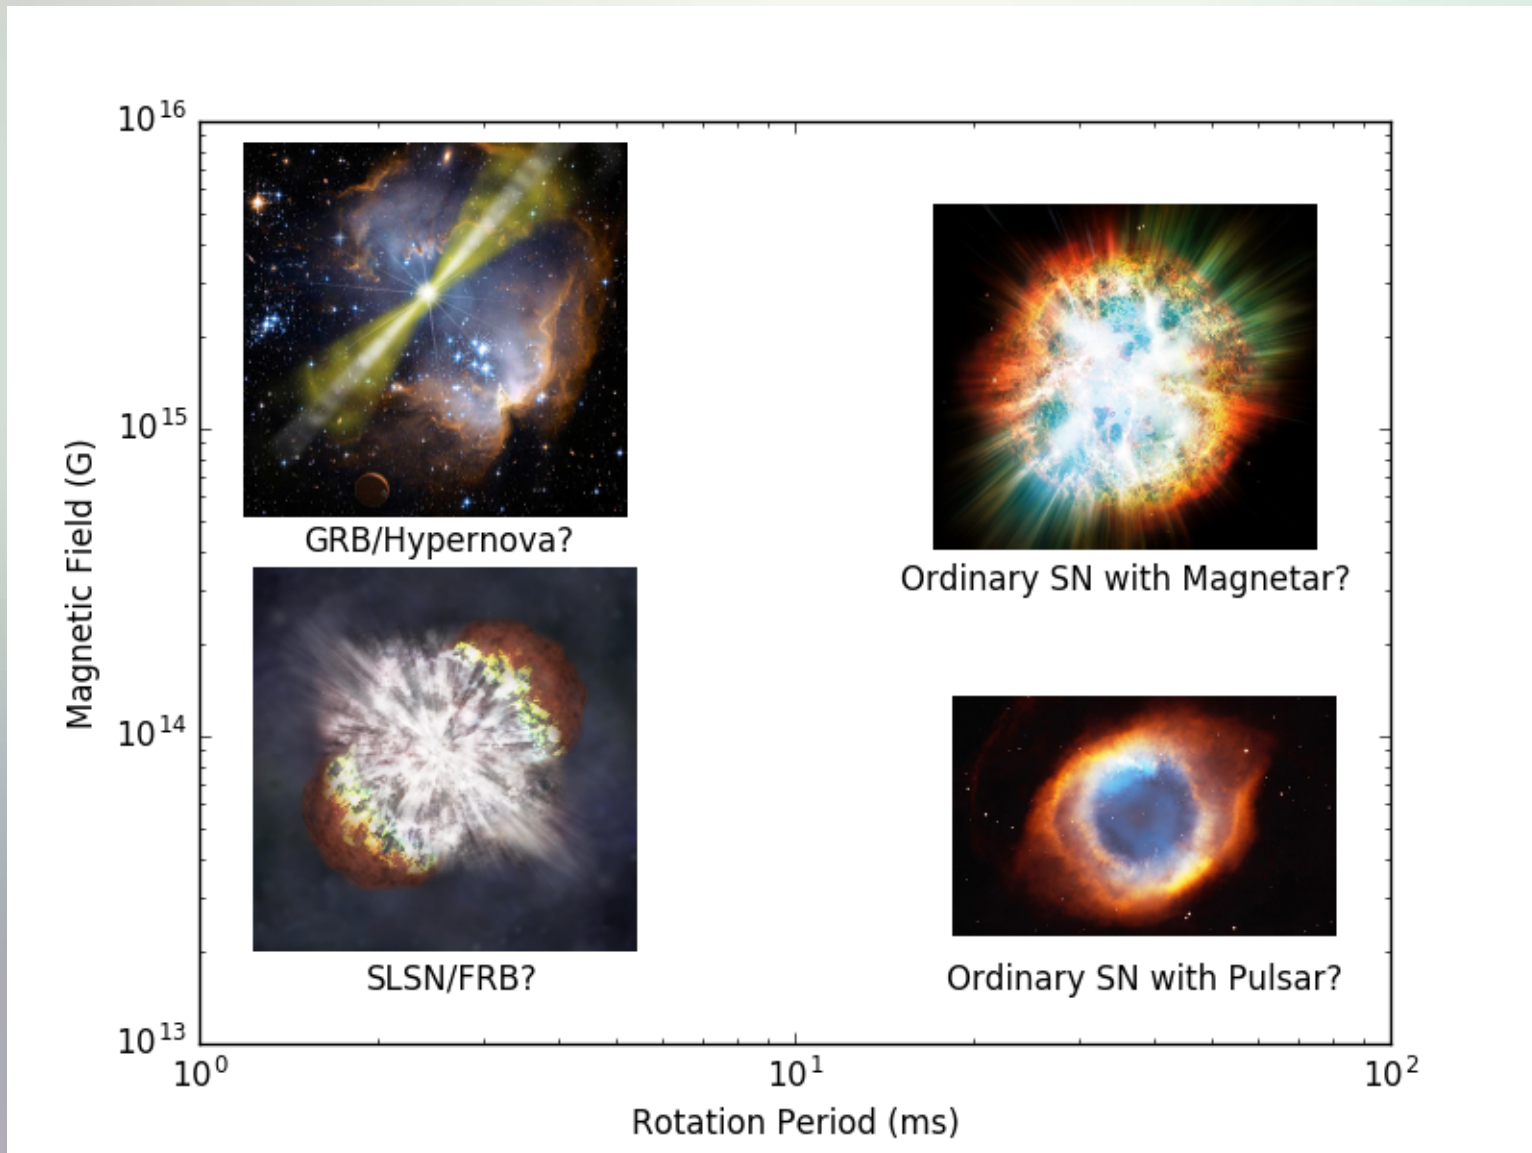 10^16
GRB/Hypernova?
10^15
Ordinary SN with Magnetar?
Magnetic Field (G)
10^14
SLSN/FRB?
Ordinary SN with Pulsar?
10^13
10^0
10^1
10^2
Rotation Period (ms)